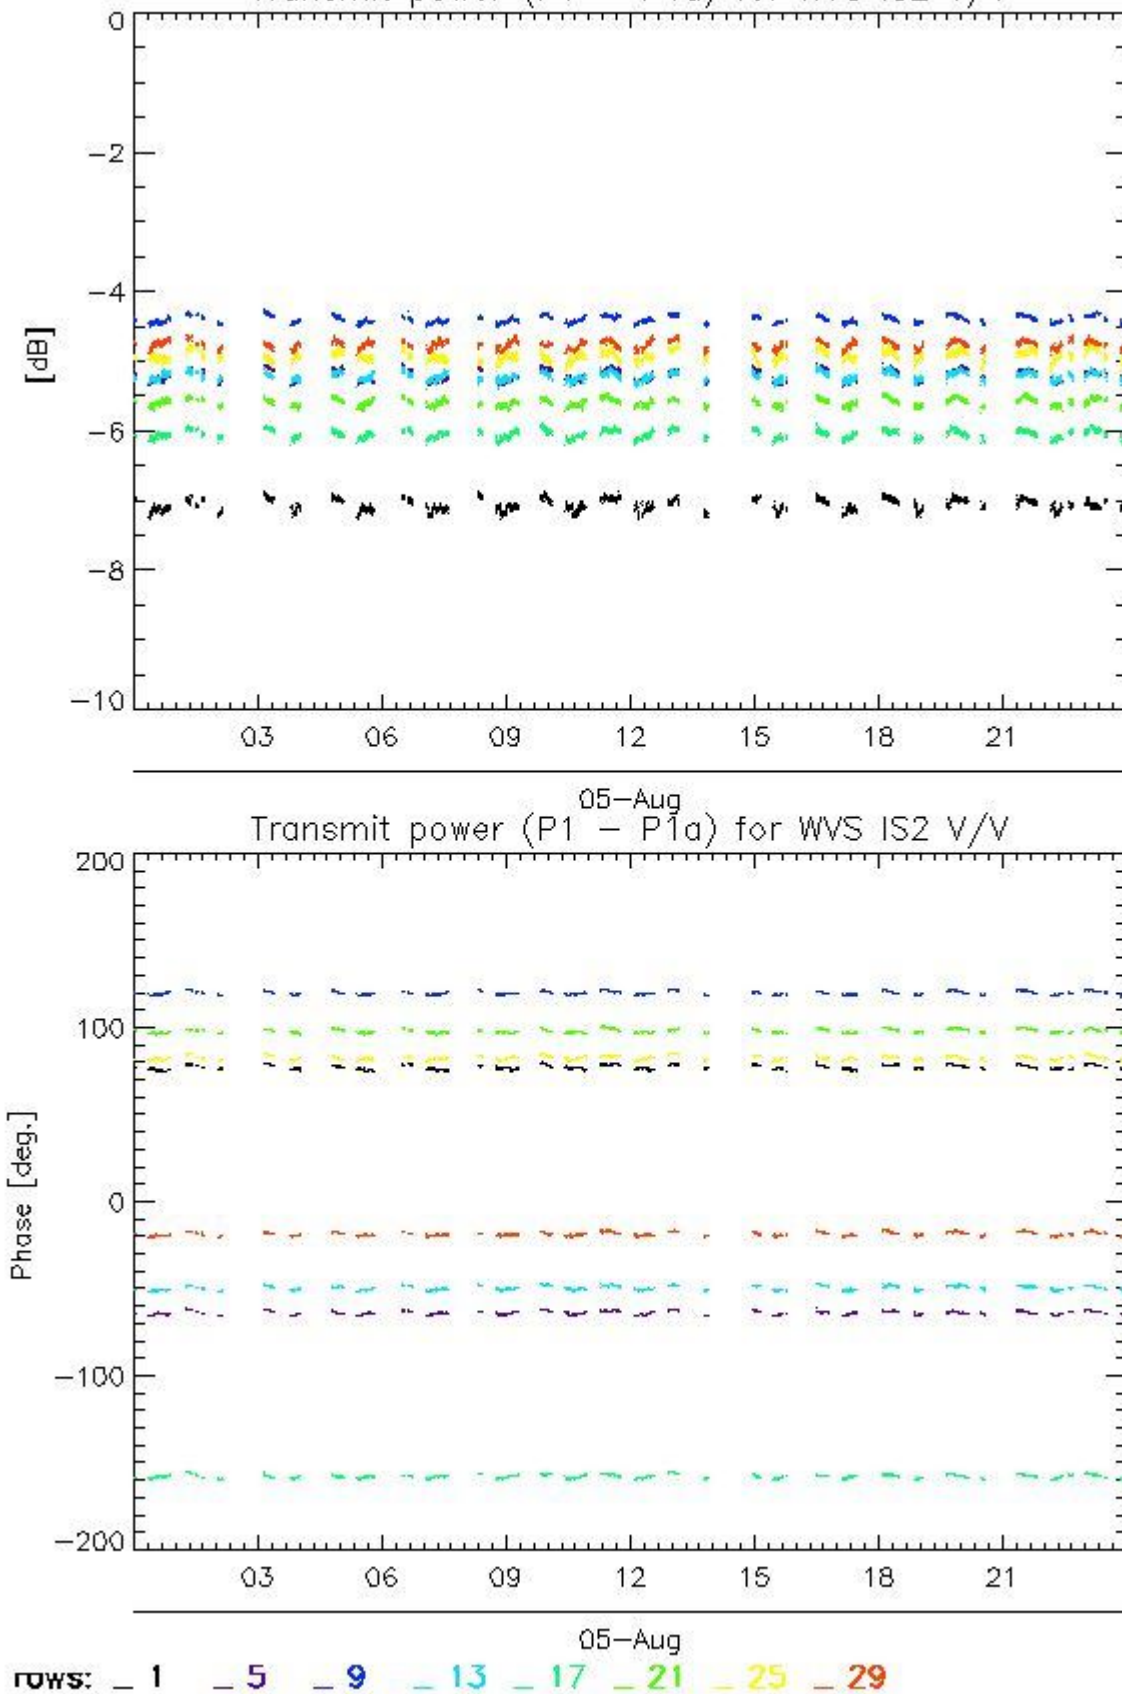 0
-2
-4
[dB]
-6
-8
-10
03 06 09 12 15 18 21
05-Aug
Transmit power (P1 - P1a) for WVS IS2 V/V
200
100
0
Phase [deg.]
-100
-200
03 06 09 12 15 18 21
05-Aug
rows: _ 1 _ 5 _ 9 _ 13 _ 17 _ 21 _ 25 _ 29